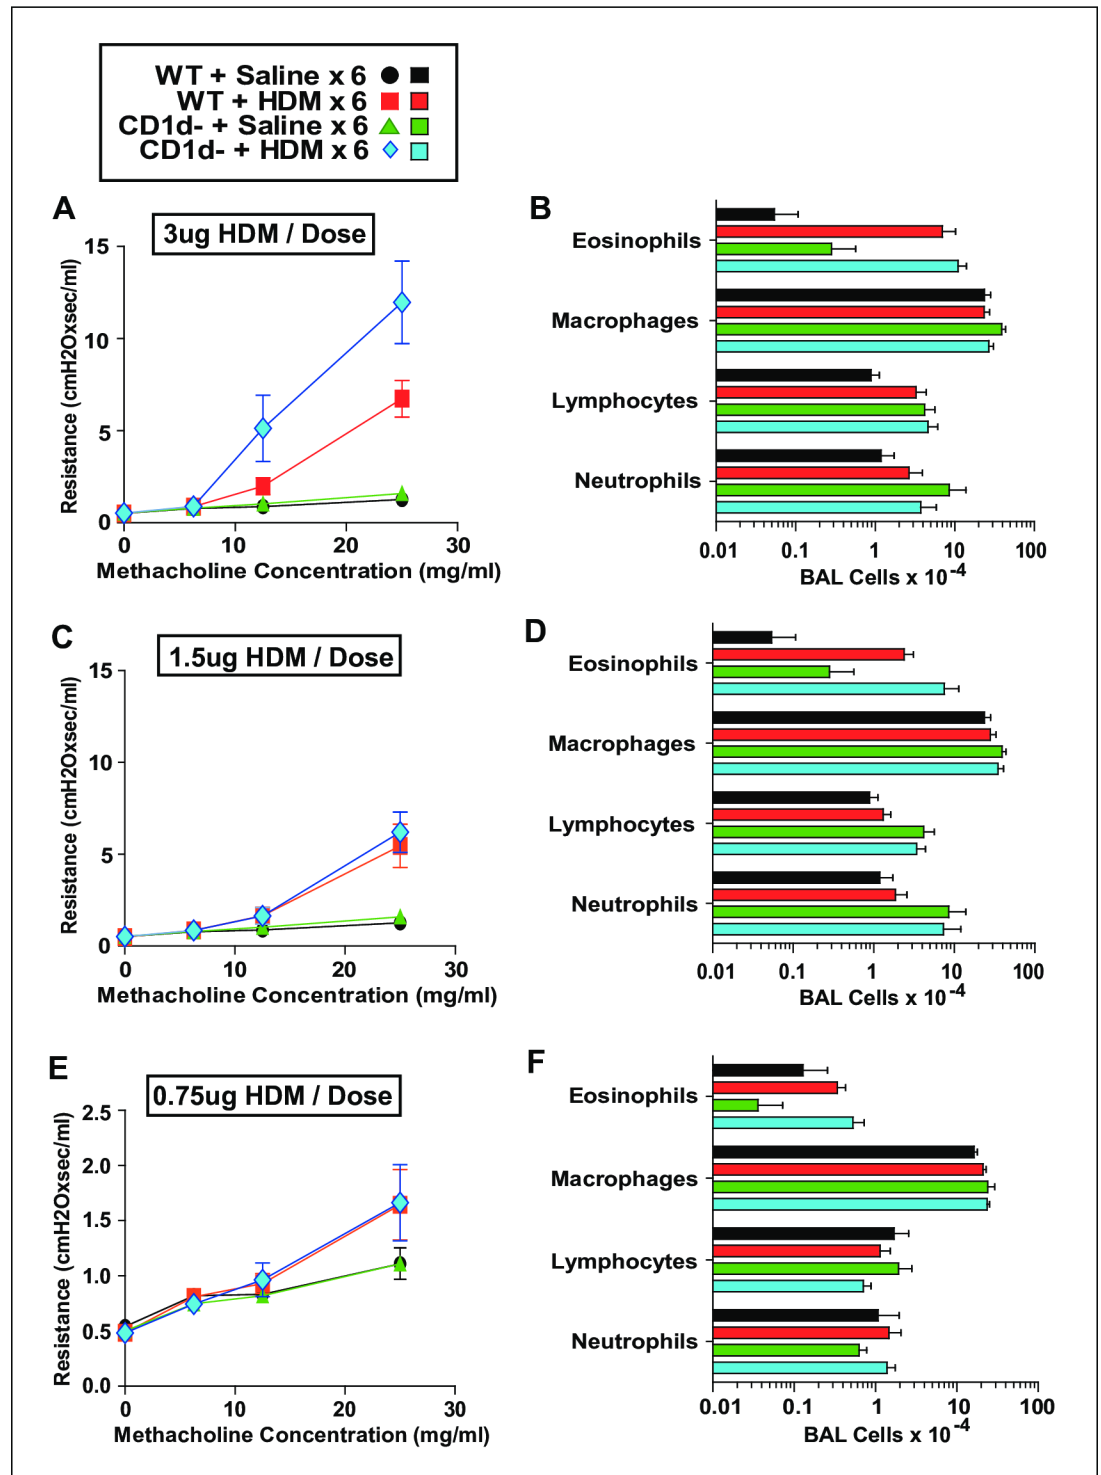 WT + Saline x 6
WT + HDM x 6
CD1d- + Saline x 6
CD1d- + HDM x 6
A
3ug HDM / Dose
Resistance (cmH2Oxsec/ml)
15
10
5
0
0 10 20 30
Methacholine Concentration (mg/ml)
B
Eosinophils
Macrophages
Lymphocytes
Neutrophils
0.01 0.1 1 10 100
BAL Cells x 10-4
C
1.5ug HDM / Dose
Resistance (cmH2Oxsec/ml)
15
10
5
0
0 10 20 30
Methacholine Concentration (mg/ml)
D
Eosinophils
Macrophages
Lymphocytes
Neutrophils
0.01 0.1 1 10 100
BAL Cells x 10-4
E
0.75ug HDM / Dose
Resistance (cmH2Oxsec/ml)
2.5
2.0
1.5
1.0
0.5
0.0
0 10 20 30
Methacholine Concentration (mg/ml)
F
Eosinophils
Macrophages
Lymphocytes
Neutrophils
0.01 0.1 1 10 100
BAL Cells x 10-4